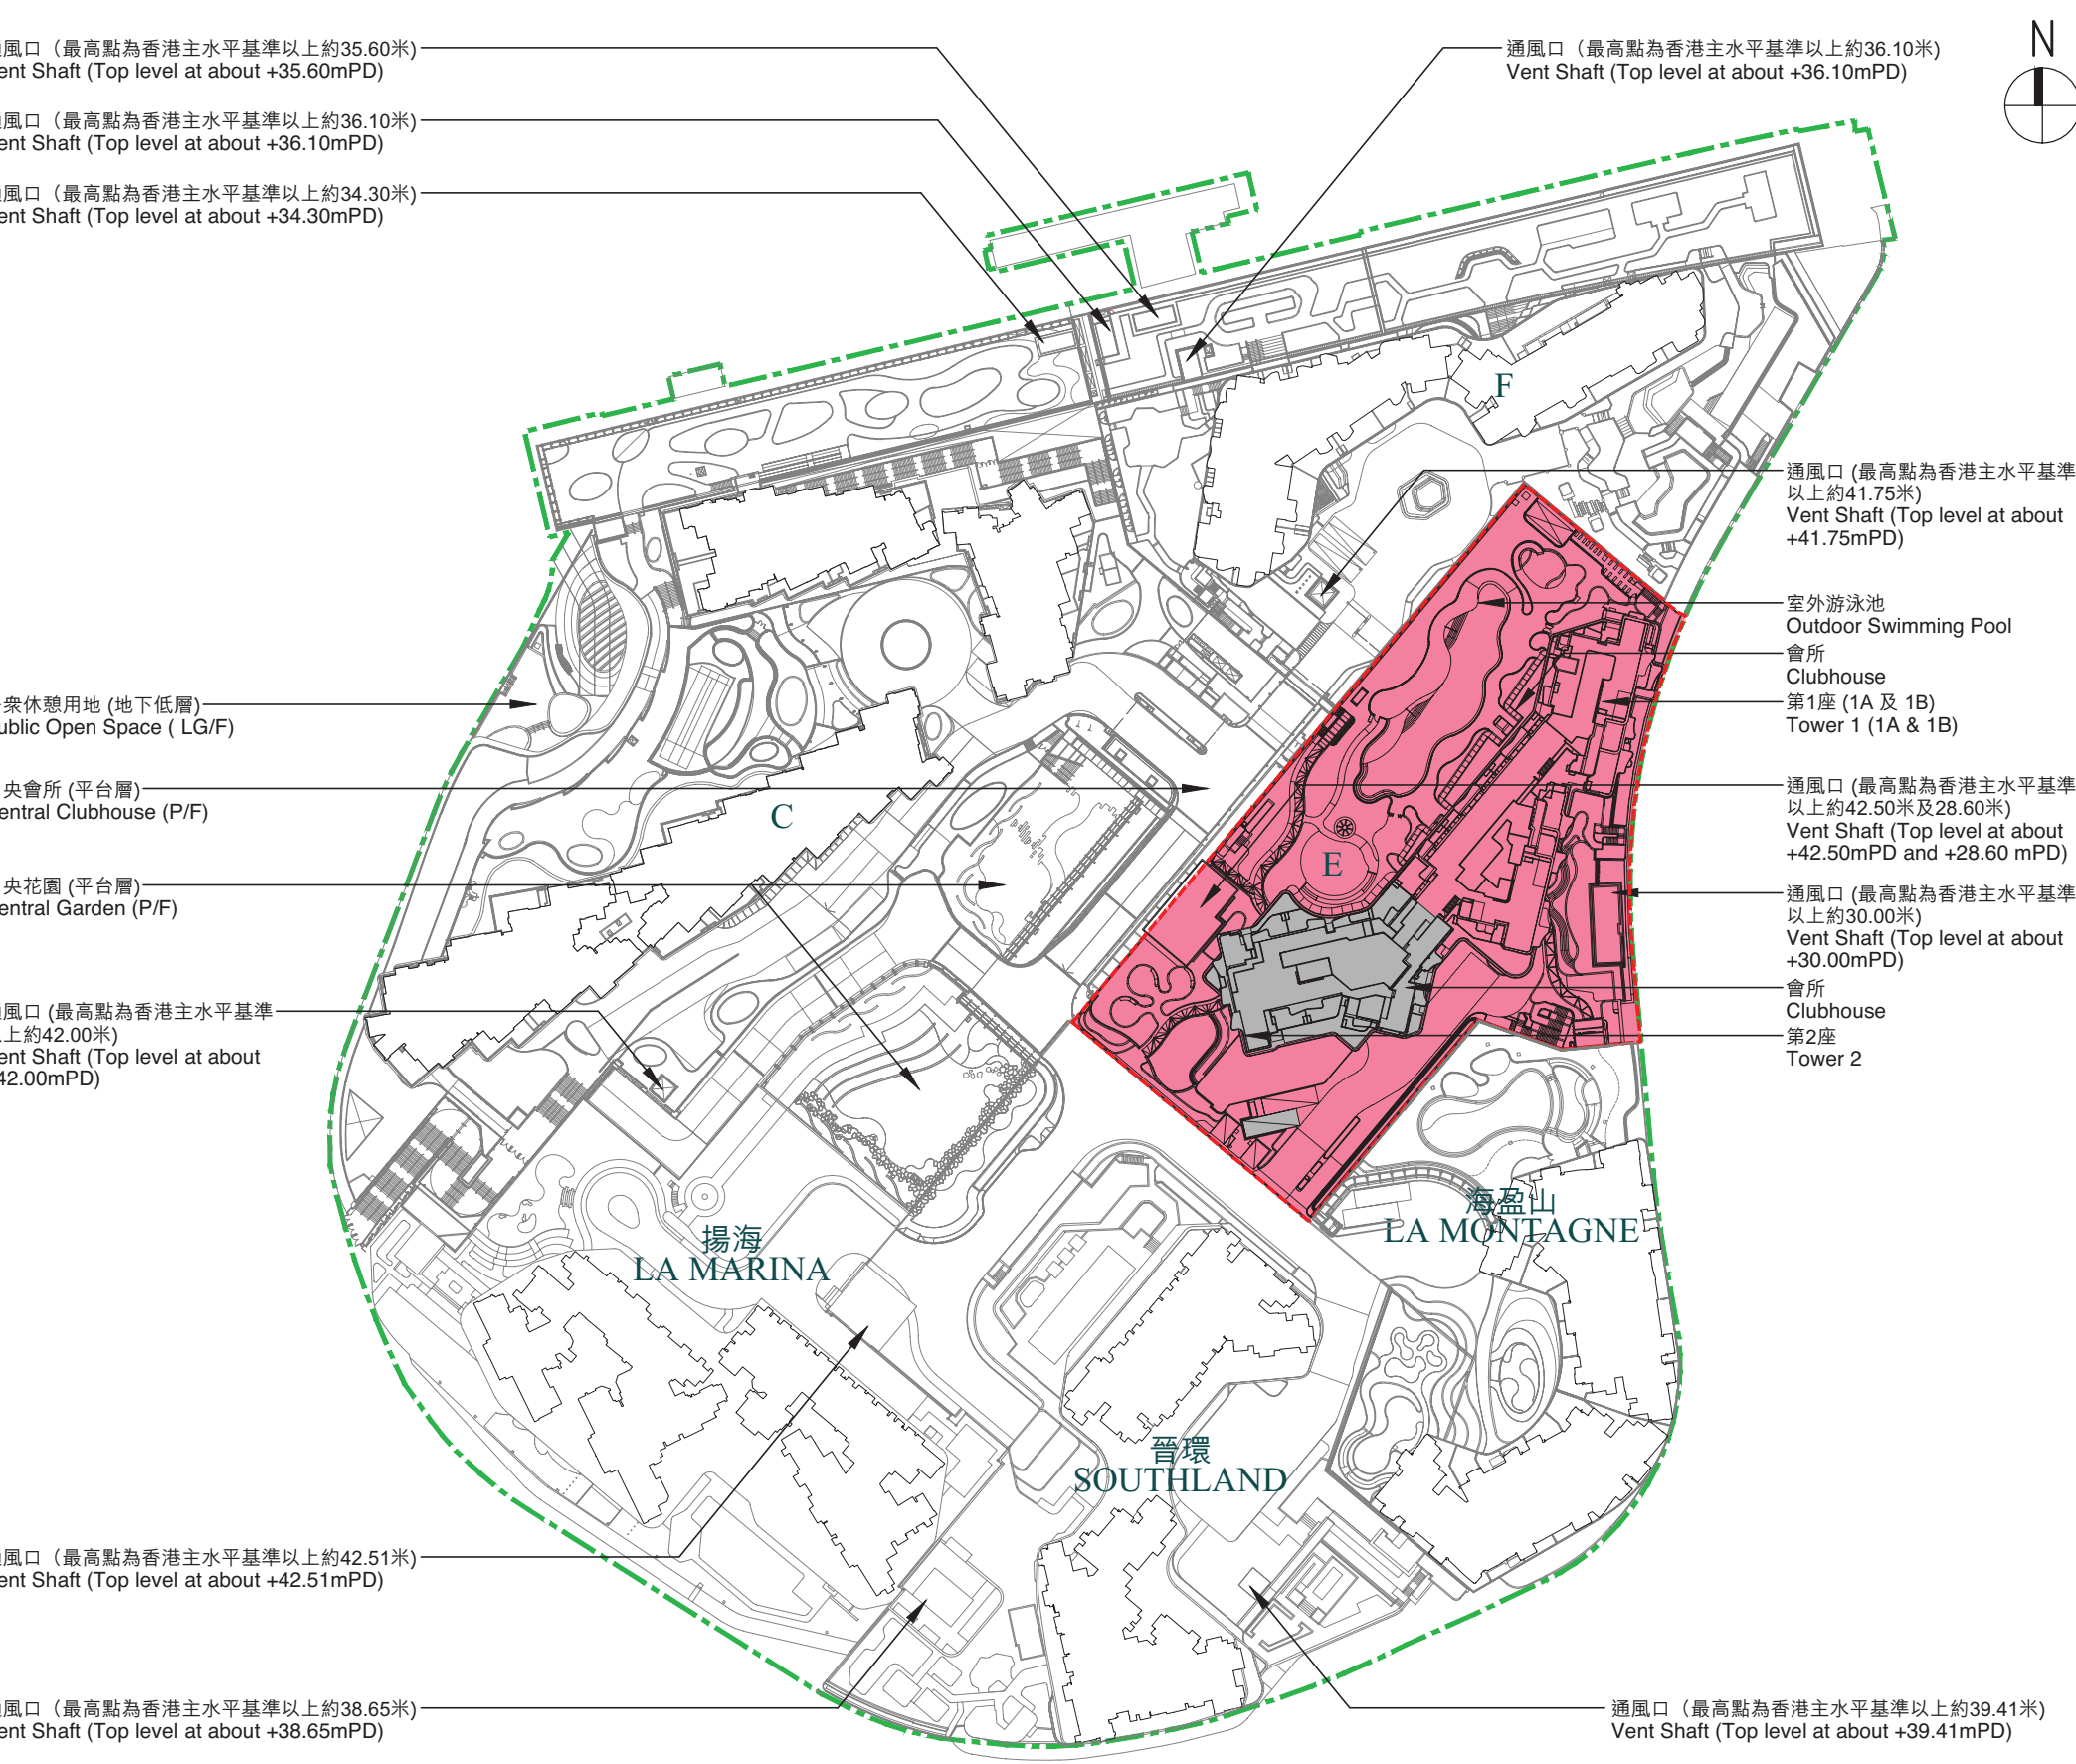 通風口（最高點為香港主水平基準以上約35.60米)
Vent Shaft (Top level at about +35.60mPD)
通風口（最高點為香港主水平基準以上約36.10米)
Vent Shaft (Top level at about +36.10mPD)
通風口（最高點為香港主水平基準以上約34.30米)
Vent Shaft (Top level at about +34.30mPD)
通風口（最高點為香港主水平基準以上約36.10米)
Vent Shaft (Top level at about +36.10mPD)
N
F
通風口 (最高點為香港主水平基準
以上約41.75米)
Vent Shaft (Top level at about
+41.75mPD)
室外游泳池
Outdoor Swimming Pool
會所
Clubhouse
第1座 (1A 及 1B)
Tower 1 (1A & 1B)
通風口 (最高點為香港主水平基準
以上約42.50米及28.60米)
Vent Shaft (Top level at about
+42.50mPD and +28.60 mPD)
通風口 (最高點為香港主水平基準
以上約30.00米)
Vent Shaft (Top level at about
+30.00mPD)
會所
Clubhouse
第2座
Tower 2
眾休憩用地 (地下低層)
Public Open Space ( LG/F)
央會所 (平台層)
Central Clubhouse (P/F)
央花園 (平台層)
Central Garden (P/F)
通風口 (最高點為香港主水平基準
以上約42.00米)
Vent Shaft (Top level at about
+42.00mPD)
C
E
揚海
LA MARINA
海盈山
LA MONTAGNE
晉環
SOUTHLAND
通風口（最高點為香港主水平基準以上約42.51米)
Vent Shaft (Top level at about +42.51mPD)
通風口（最高點為香港主水平基準以上約38.65米)
Vent Shaft (Top level at about +38.65mPD)
通風口（最高點為香港主水平基準以上約39.41米)
Vent Shaft (Top level at about +39.41mPD)